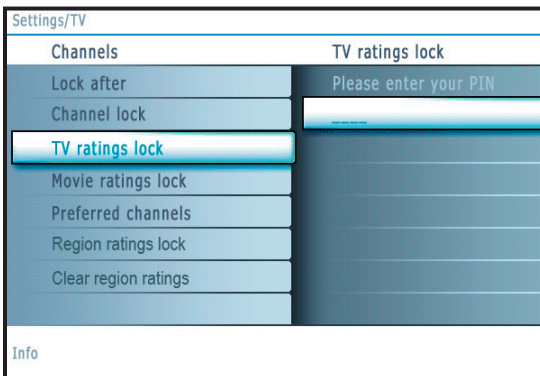 Settings/TV
Channels
TV ratings lock
Lock after
Please enter your PIN
Channel lock
_ _ _ _
TV ratings lock
Movie ratings lock
Preferred channels
Region ratings lock
Clear region ratings
Info